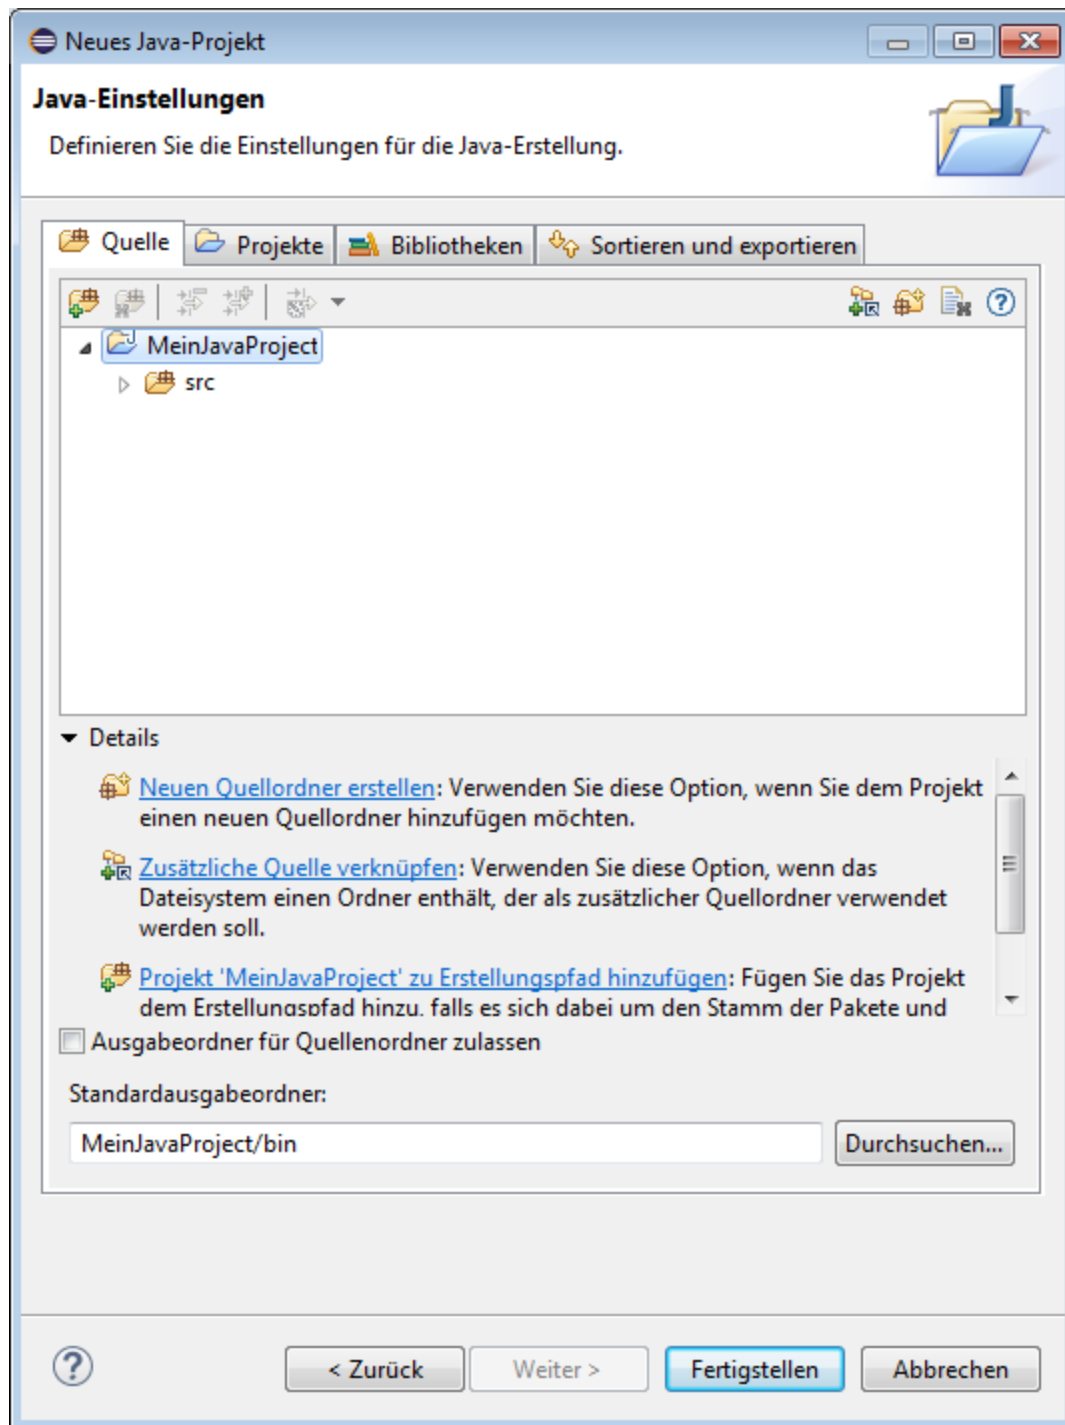 Neues Java-Projekt
Java-Einstellungen
Definieren Sie die Einstellungen für die Java-Erstellung.
Quelle Projekte Bibliotheken Sortieren und exportieren
MeinJavaProject
src
Details
Neuen Quellordner erstellen: Verwenden Sie diese Option, wenn Sie dem Projekt
einen neuen Quellordner hinzufügen möchten.
Zusätzliche Quelle verknüpfen: Verwenden Sie diese Option, wenn das
Dateisystem einen Ordner enthält, der als zusätzlicher Quellordner verwendet
werden soll.
Projekt 'MeinJavaProject' zu Erstellungspfad hinzufügen: Fügen Sie das Projekt
dem Erstellungspfad hinzu, falls es sich dabei um den Stamm der Pakete und
Ausgabeordner für Quellenordner zulassen
Standardausgabeordner:
MeinJavaProject/bin Durchsuchen...
< Zurück Weiter > Fertigstellen Abbrechen